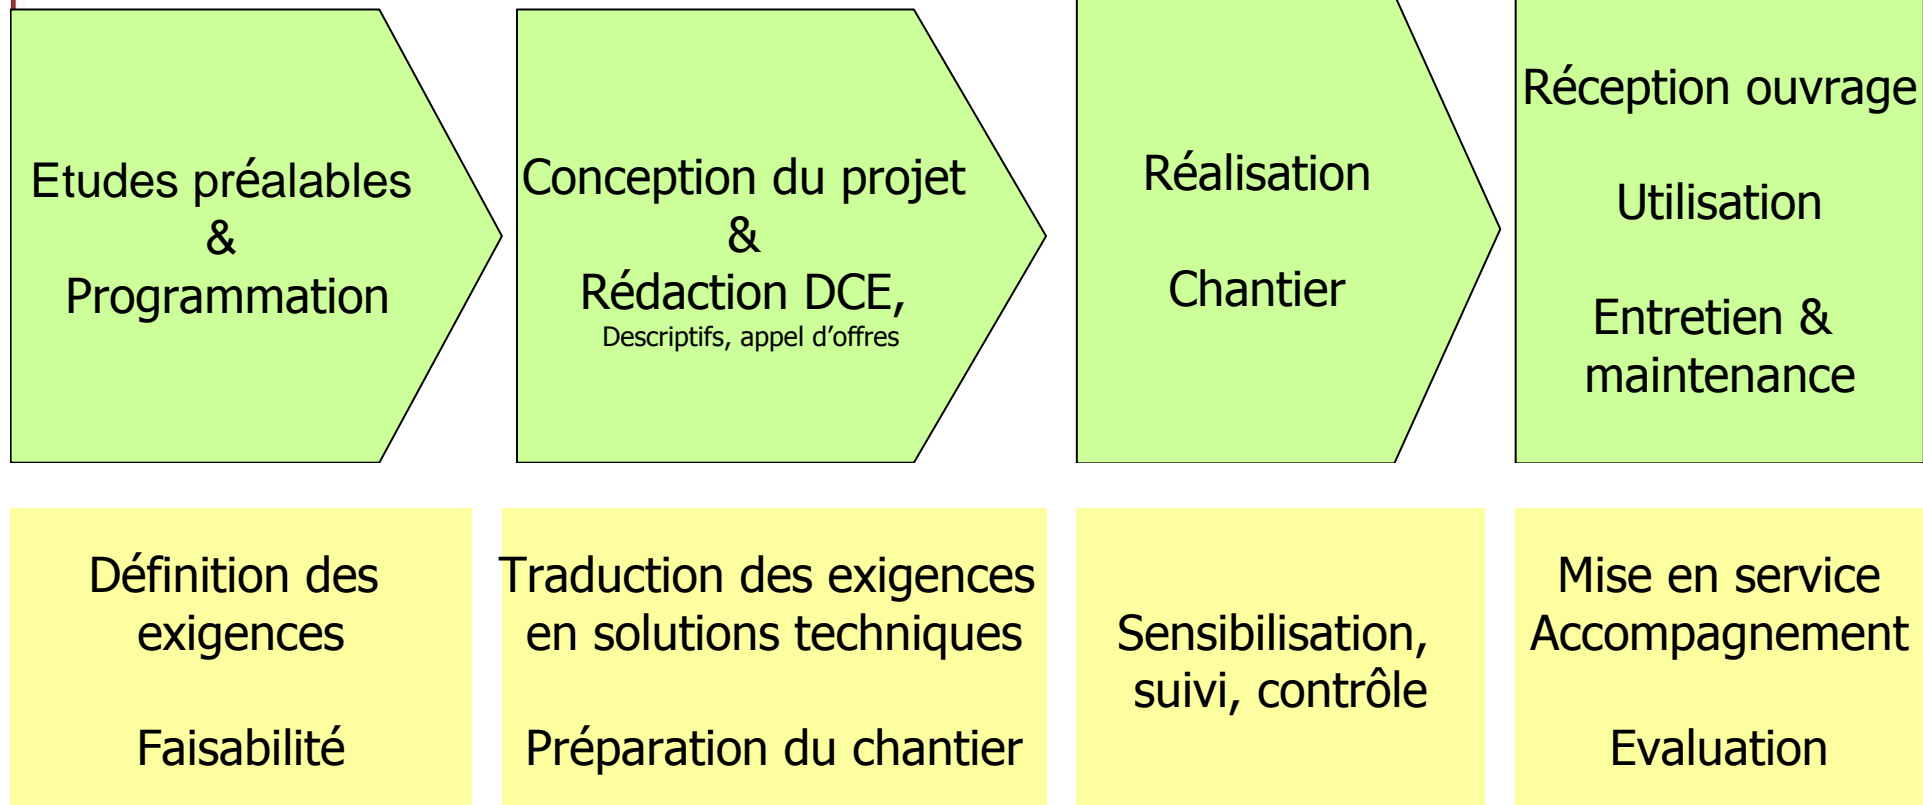 Etudes préalables
&
Programmation
Conception du projet
&
Rédaction DCE,
Descriptifs, appel d’offres
Réalisation
Chantier
Réception ouvrage
Utilisation
Entretien &
maintenance
Définition des
exigences
Faisabilité
Traduction des exigences
en solutions techniques
Préparation du chantier
Sensibilisation,
suivi, contrôle
Mise en service
Accompagnement
Evaluation